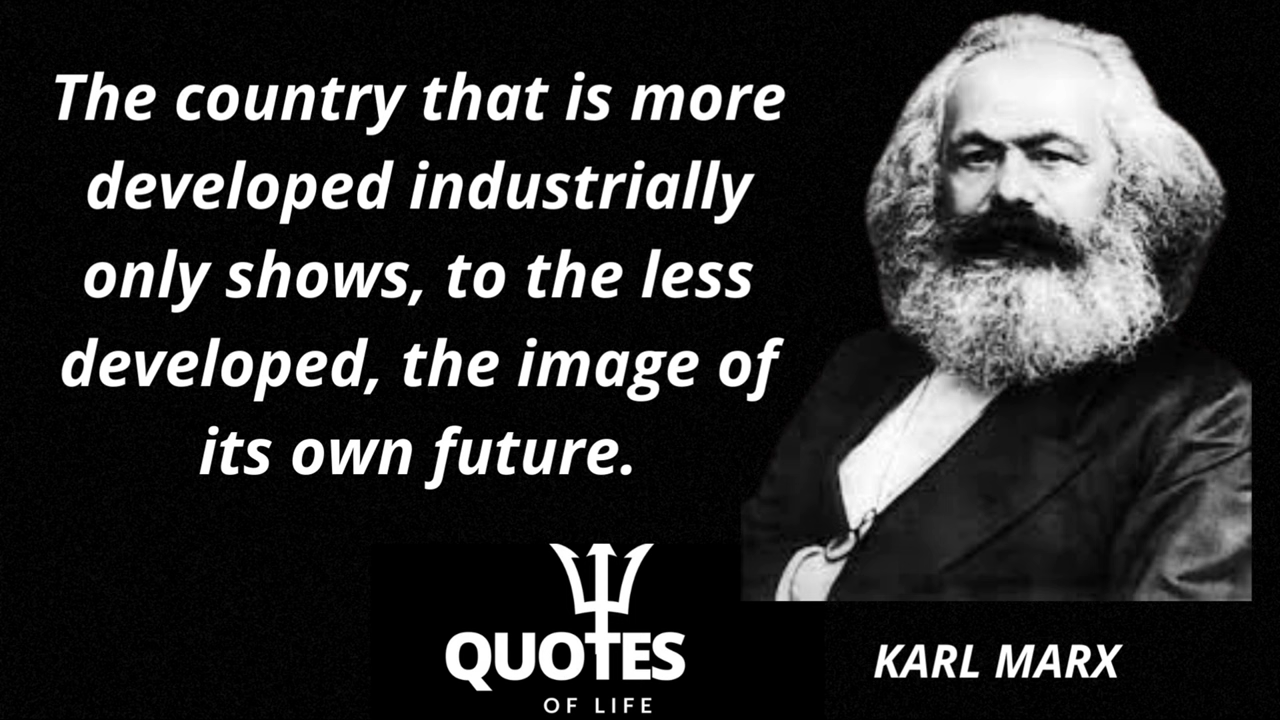 The country that is more
developed industrially
only shows, to the less
developed, the image of
its own future.
QUOTES
OF LIFE
KARL MARX